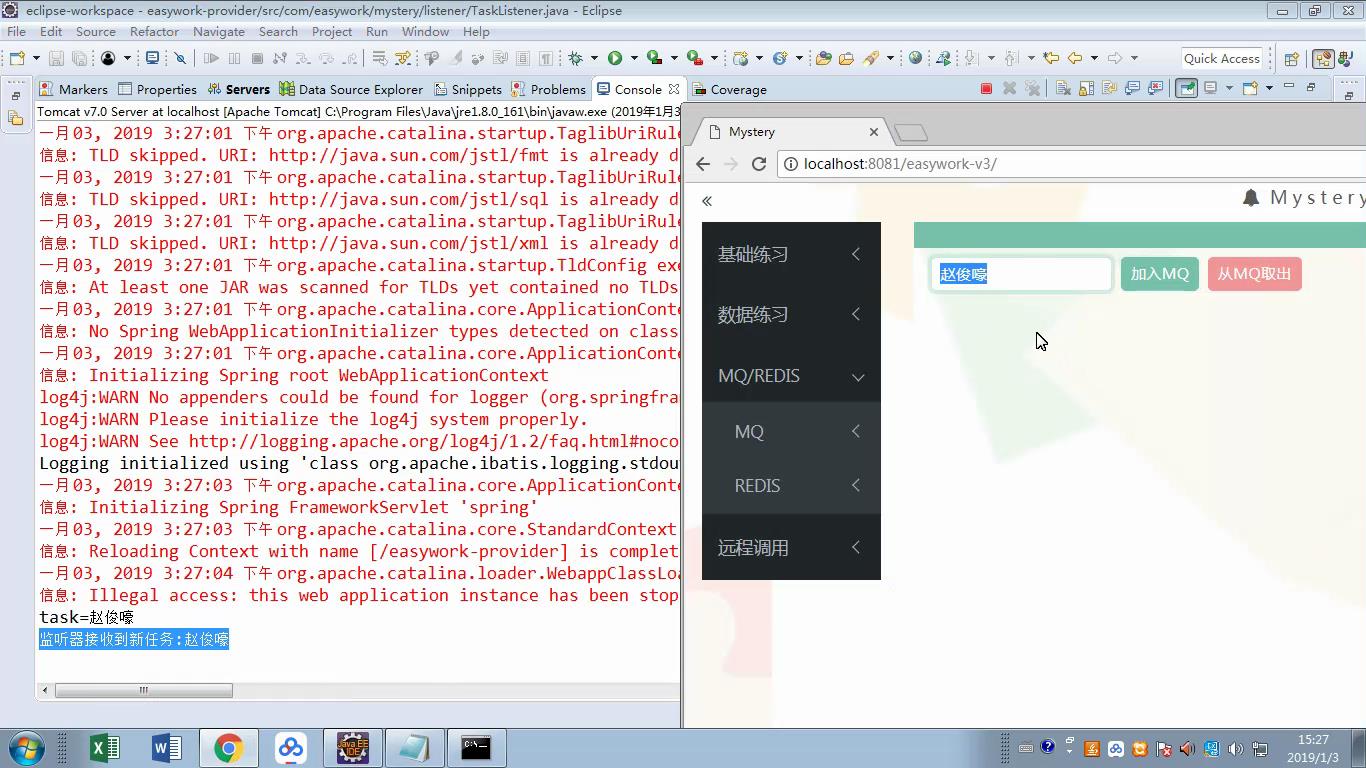 eclipse-workspace - easywork-provider/src/com/easywork/mystery/listener/TaskListener.java - Eclipse
File Edit Source Refactor Navigate Search Project Run Window Help
Quick Access
Markers Properties Servers Data Source Explorer Snippets Problems Console Coverage
Tomcat v7.0 Server at localhost [Apache Tomcat] C:\Program Files\Java\jre1.8.0_161\bin\javaw.exe (2019年1月3
一月 03, 2019 3:27:01 下午 org.apache.catalina.startup.TaglibUriRule
信息: TLD skipped. URI: http://java.sun.com/jstl/fmt is already d
一月 03, 2019 3:27:01 下午 org.apache.catalina.startup.TaglibUriRule
信息: TLD skipped. URI: http://java.sun.com/jstl/sql is already d
一月 03, 2019 3:27:01 下午 org.apache.catalina.startup.TaglibUriRule
信息: TLD skipped. URI: http://java.sun.com/jstl/xml is already d
一月 03, 2019 3:27:01 下午 org.apache.catalina.startup.TldConfig exe
信息: At least one JAR was scanned for TLDs yet contained no TLDs
一月 03, 2019 3:27:01 下午 org.apache.catalina.core.ApplicationConte
信息: No Spring WebApplicationInitializer types detected on class
一月 03, 2019 3:27:01 下午 org.apache.catalina.core.ApplicationConte
信息: Initializing Spring root WebApplicationContext
log4j:WARN No appenders could be found for logger (org.springfra
log4j:WARN Please initialize the log4j system properly.
log4j:WARN See http://logging.apache.org/log4j/1.2/faq.html#noco
Logging initialized using 'class org.apache.ibatis.logging.stdou
一月 03, 2019 3:27:03 下午 org.apache.catalina.core.ApplicationConte
信息: Initializing Spring FrameworkServlet 'spring'
一月 03, 2019 3:27:03 下午 org.apache.catalina.core.StandardContext
信息: Reloading Context with name [/easywork-provider] is complet
一月 03, 2019 3:27:04 下午 org.apache.catalina.loader.WebappClassLoa
信息: Illegal access: this web application instance has been stop
task=赵俊嚎
监听器接收到新任务:赵俊嚎
Mystery
localhost:8081/easywork-v3/
Mystery
基础练习
数据练习
MQ/REDIS
MQ
REDIS
远程调用
赵俊嚎 加入MQ 从MQ取出
15:27
2019/1/3